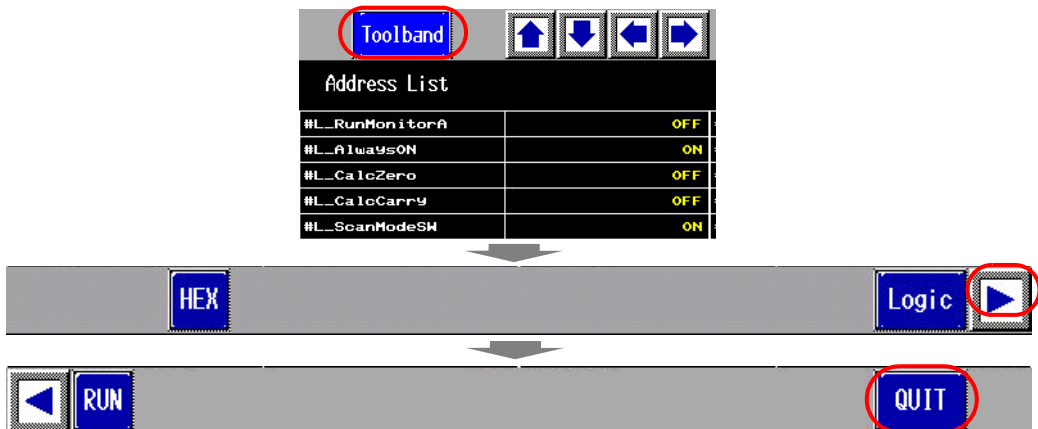 Toolband
Address List
#L_RunMonitorA OFF
#L_AlwaysON ON
#L_CalcZero OFF
#L_CalcCarry OFF
#L_ScanModeSW ON
HEX Logic
RUN QUIT